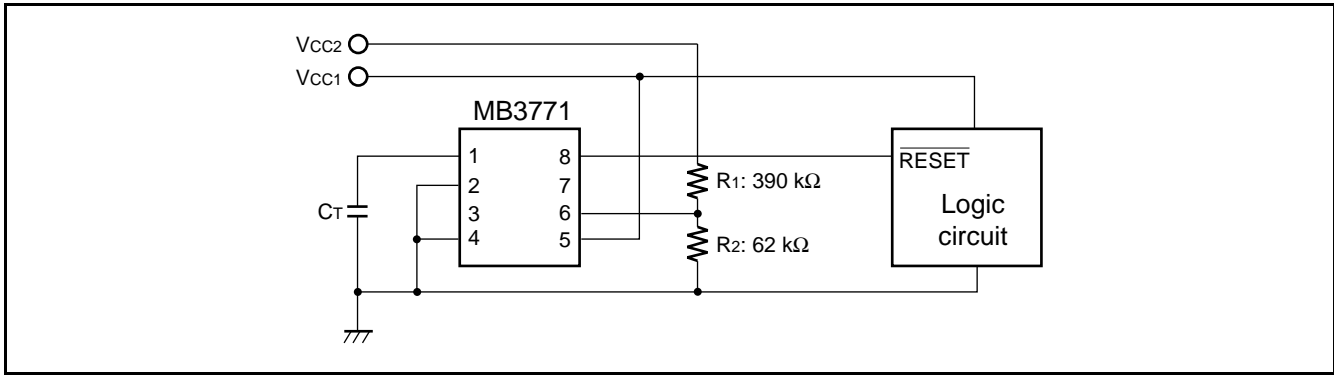 VCC2
VCC1
MB3771
1
2
3
4
8
7
6
5
CT
R1: 390 kΩ
R2: 62 kΩ
RESET
Logic
circuit